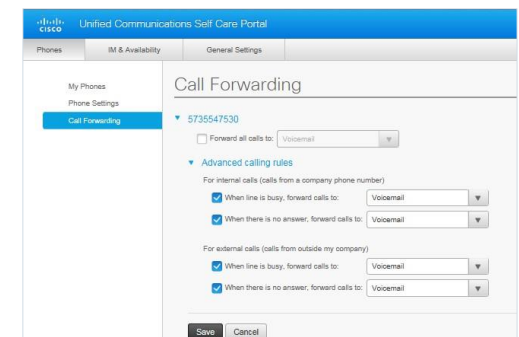 CISCO Unified Communications Self Care Portal
Phones IM & Availability General Settings
My Phones
Phone Settings
Call Forwarding
Call Forwarding
5735547530
Forward all calls to: Voicemail
Advanced calling rules
For internal calls (calls from a company phone number)
When line is busy, forward calls to: Voicemail
When there is no answer, forward calls to: Voicemail
For external calls (calls from outside my company)
When line is busy, forward calls to: Voicemail
When there is no answer, forward calls to: Voicemail
Save Cancel